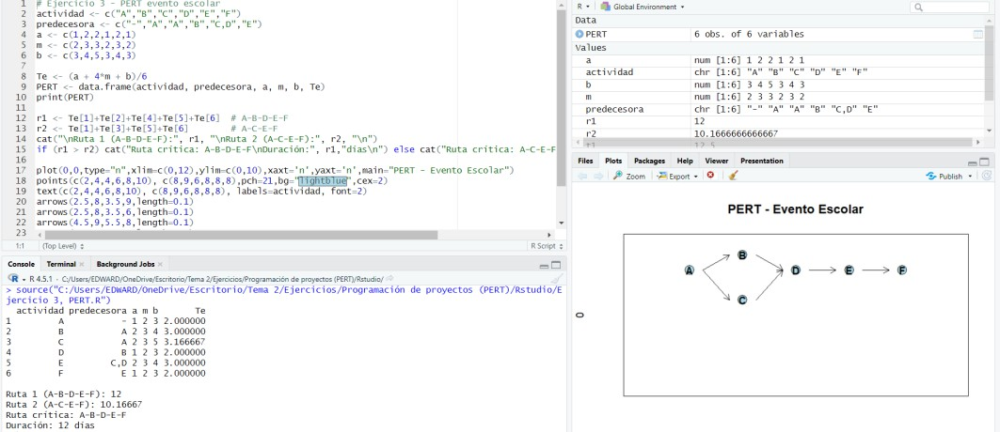 1 # Ejercicio 3 - PERT evento escolar
2 actividad <- c("A","B","C","D","E","F")
3 predecesora <- c("-","A","A","B","C,D","E")
4 a <- c(1,2,2,1,2,1)
5 m <- c(2,3,3,2,3,2)
6 b <- c(3,4,5,3,4,3)
7
8 Te <- (a + 4*m + b)/6
9 PERT <- data.frame(actividad, predecesora, a, m, b, Te)
10 print(PERT)
11
12 r1 <- Te[1]+Te[2]+Te[4]+Te[5]+Te[6] # A-B-D-E-F
13 r2 <- Te[1]+Te[3]+Te[5]+Te[6] # A-C-E-F
14 cat("\nRuta 1 (A-B-D-E-F):", r1, "\nRuta 2 (A-C-E-F):", r2, "\n")
15 if (r1 > r2) cat("Ruta crítica: A-B-D-E-F\nDuración:", r1,"días\n") else cat("Ruta crítica: A-C-E-F
16
17 plot(0,0,type="n",xlim=c(0,12),ylim=c(0,10),xaxt='n',yaxt='n',main="PERT - Evento Escolar")
18 points(c(2,4,4,6,8,10), c(8,9,6,8,8,8),pch=21,bg="lightblue",cex=2)
19 text(c(2,4,4,6,8,10), c(8,9,6,8,8,8), labels=actividad, font=2)
20 arrows(2.5,8,3.5,9,length=0.1)
21 arrows(2.5,8,3.5,6,length=0.1)
22 arrows(4.5,9,5.5,8,length=0.1)
23
1:1 (Top Level) R Script
Console Terminal Background Jobs
R 4.5.1 · C:/Users/EDWARD/OneDrive/Escritorio/Tema 2/Ejercicios/Programación de proyectos (PERT)/Rstudio/
> source("C:/Users/EDWARD/OneDrive/Escritorio/Tema 2/Ejercicios/Programación de proyectos (PERT)/Rstudio/E
jercicio 3, PERT.R")
actividad predecesora a m b Te
1 A - 1 2 3 2.000000
2 B A 2 3 4 3.000000
3 C A 2 3 5 3.166667
4 D B 1 2 3 2.000000
5 E C,D 2 3 4 3.000000
6 F E 1 2 3 2.000000
Ruta 1 (A-B-D-E-F): 12
Ruta 2 (A-C-E-F): 10.16667
Ruta crítica: A-B-D-E-F
Duración: 12 días
R Global Environment
Data
PERT 6 obs. of 6 variables
Values
a num [1:6] 1 2 2 1 2 1
actividad chr [1:6] "A" "B" "C" "D" "E" "F"
b num [1:6] 3 4 5 3 4 3
m num [1:6] 2 3 3 2 3 2
predecesora chr [1:6] "-" "A" "A" "B" "C,D" "E"
r1 12
r2 10.1666666666667
Files Plots Packages Help Viewer Presentation
Zoom Export Publish
PERT - Evento Escolar
B
A D E F
C
0